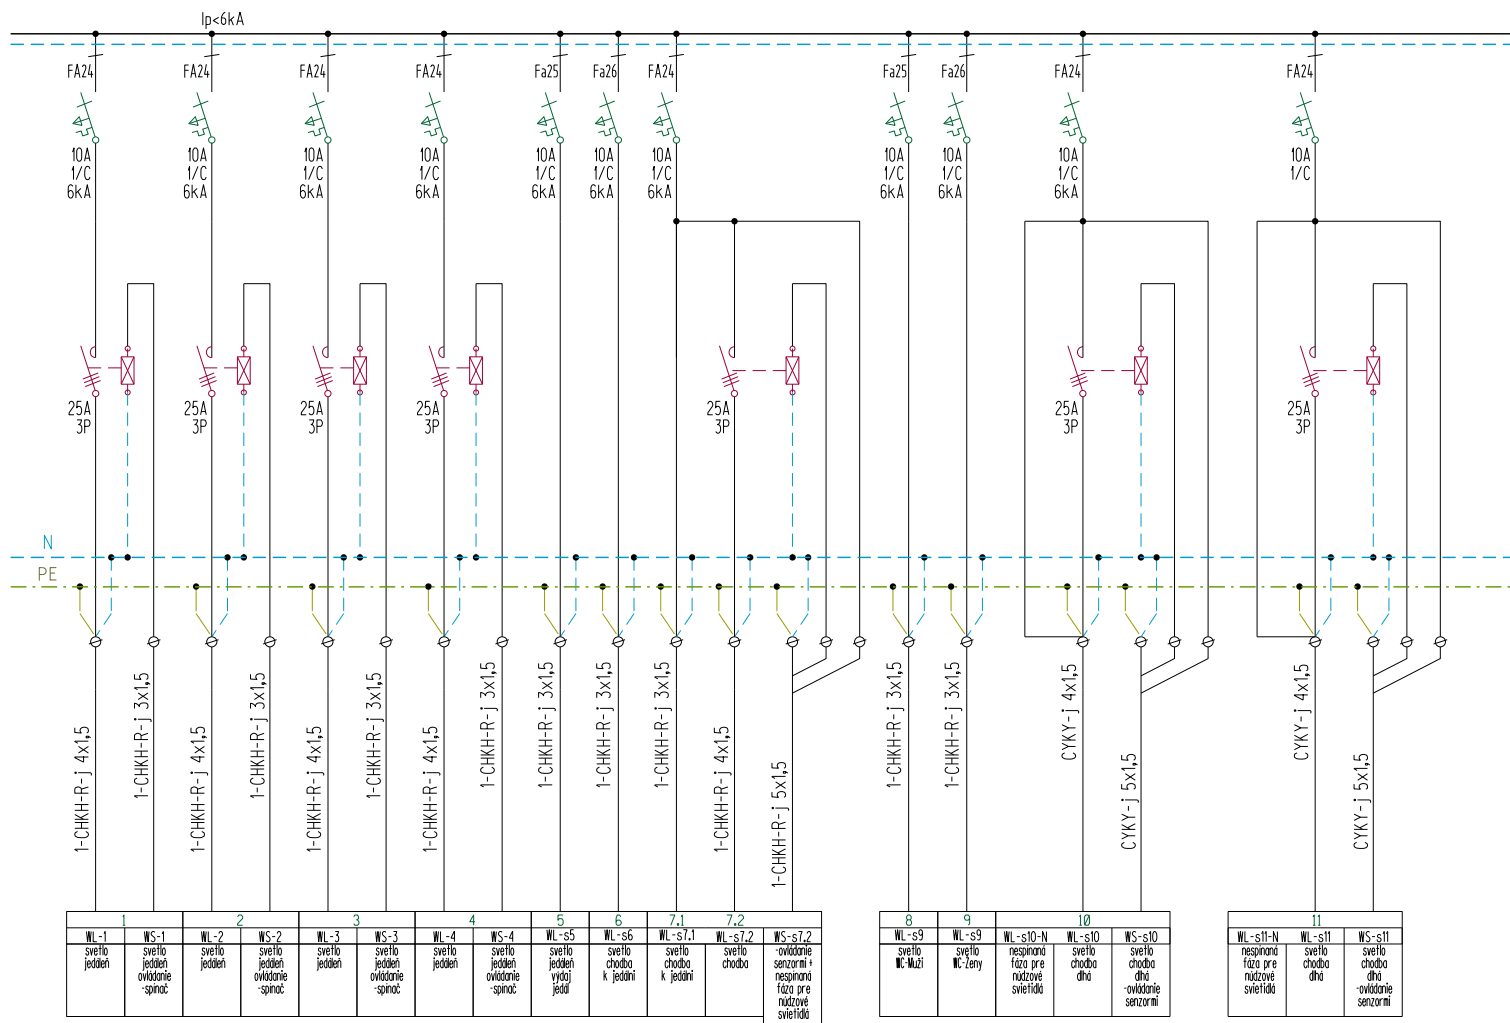 Ip<6kA
FA24 FA24 FA24 FA24 Fa25 Fa26 FA24 Fa25 Fa26 FA24 FA24
10A 10A 10A 10A 10A 10A 10A 10A 10A 10A 10A
1/C 1/C 1/C 1/C 1/C 1/C 1/C 1/C 1/C 1/C 1/C
6kA 6kA 6kA 6kA 6kA 6kA 6kA 6kA 6kA 6kA
25A 25A 25A 25A 25A 25A 25A
3P 3P 3P 3P 3P 3P 3P
N
PE
1-CHKH-R-j 4x1,5
1-CHKH-R-j 3x1,5
1-CHKH-R-j 4x1,5
1-CHKH-R-j 3x1,5
1-CHKH-R-j 4x1,5
1-CHKH-R-j 3x1,5
1-CHKH-R-j 4x1,5
1-CHKH-R-j 3x1,5
1-CHKH-R-j 3x1,5
1-CHKH-R-j 3x1,5
1-CHKH-R-j 3x1,5
1-CHKH-R-j 4x1,5
1-CHKH-R-j 5x1,5
1-CHKH-R-j 3x1,5
1-CHKH-R-j 3x1,5
CYKY-j 4x1,5
CYKY-j 5x1,5
CYKY-j 4x1,5
CYKY-j 5x1,5
1 2 3 4 5 6 7.1 7.2 8 9 10 11
WL-1
svetlo
jedáleň
WS-1
svetlo
jedáleň
ovládanie
-spínač
WL-2
svetlo
jedáleň
WS-2
svetlo
jedáleň
ovládanie
-spínač
WL-3
svetlo
jedáleň
WS-3
svetlo
jedáleň
ovládanie
-spínač
WL-4
svetlo
jedáleň
WS-4
svetlo
jedáleň
ovládanie
-spínač
WL-s5
svetlo
jedáleň
výdaj
jedál
WL-s6
svetlo
chodba
k jedálni
WL-s7.1
svetlo
chodba
k jedálni
WL-s7.2
svetlo
chodba
WS-s7.2
-ovládanie
senzormi +
nespínaná
fáza pre
núdzové
svietidlá
WL-s9
svetlo
WC-Muži
WL-s9
svetlo
WC-Ženy
WL-s10-N
nespínaná
fáza pre
núdzové
svietidlá
WL-s10
svetlo
chodba
dlhá
WS-s10
svetlo
chodba
dlhá
-ovládanie
senzormi
WL-s11-N
nespínaná
fáza pre
núdzové
svietidlá
WL-s11
svetlo
chodba
dlhá
WS-s11
svetlo
chodba
dlhá
-ovládanie
senzormi